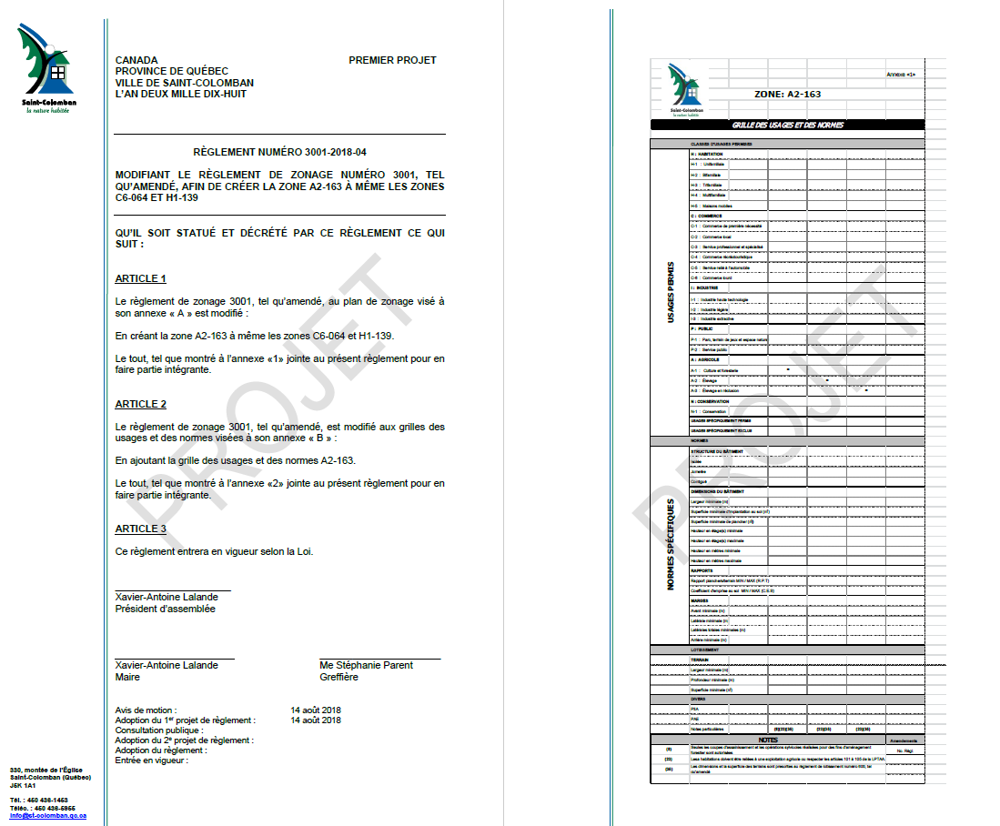 Saint-Colomban
la nature habitée
CANADA
PREMIER PROJET
PROVINCE DE QUÉBEC
VILLE DE SAINT-COLOMBAN
L'AN DEUX MILLE DIX-HUIT
RÈGLEMENT NUMÉRO 3001-2018-04
MODIFIANT LE RÈGLEMENT DE ZONAGE NUMÉRO 3001, TEL
QU'AMENDÉ, AFIN DE CRÉER LA ZONE A2-163 À MÊME LES ZONES
C6-064 ET H1-139
QU'IL SOIT STATUÉ ET DÉCRÉTÉ PAR CE RÈGLEMENT CE QUI
SUIT :
ARTICLE 1
Le règlement de zonage 3001, tel qu'amendé, au plan de zonage visé à
son annexe « A » est modifié :
En créant la zone A2-163 à même les zones C6-064 et H1-139.
Le tout, tel que montré à l'annexe «1» jointe au présent règlement pour en
faire partie intégrante.
ARTICLE 2
Le règlement de zonage 3001, tel qu'amendé, est modifié aux grilles des
usages et des normes visées à son annexe « B » :
En ajoutant la grille des usages et des normes A2-163.
Le tout, tel que montré à l'annexe «2» jointe au présent règlement pour en
faire partie intégrante.
ARTICLE 3
Ce règlement entrera en vigueur selon la Loi.
Xavier-Antoine Lalande
Président d'assemblée
Xavier-Antoine Lalande
Me Stéphanie Parent
Maire
Greffière
Avis de motion : 14 août 2018
Adoption du 1er projet de règlement : 14 août 2018
Consultation publique :
Adoption du 2e projet de règlement :
Adoption du règlement :
Entrée en vigueur :
PROJET
330, montée de l'Église
Saint-Colomban (Québec)
J5K 1A1
Tél. : 450 436-1453
Téléc. : 450 436-5955
info@st-colomban.qc.ca
Saint-Colomban
la nature habitée
Annexe «1»
ZONE: A2-163
GRILLE DES USAGES ET DES NORMES
CLASSES D'USAGES PERMISES
USAGES PERMIS
H : HABITATION
H-1 : Unifamiliale
H-2 : Bifamiliale
H-3 : Trifamiliale
H-4 : Multifamiliale
H-5 : Maisons mobiles
C : COMMERCE
C-1 : Commerce de première nécessité
C-2 : Commerce local
C-3 : Service professionnel et spécialisé
C-4 : Commerce récréotouristique
C-5 : Service relié à l'automobile
C-6 : Commerce lourd
I : INDUSTRIE
I-1 : Industrie haute technologie
I-2 : Industrie légère
I-3 : Industrie extractive
P : PUBLIC
P-1 : Parc, terrain de jeux et espace nature
P-2 : Service public
A : AGRICOLE
A-1 : Culture et foresterie
A-2 : Élevage
A-3 : Élevage en réclusion
N : CONSERVATION
N-1 : Conservation
USAGES SPÉCIFIQUEMENT PERMIS
USAGES SPÉCIFIQUEMENT EXCLUS
NORMES
NORMES SPÉCIFIQUES
STRUCTURE DU BÂTIMENT
Isolée
Jumelée
Contiguë
DIMENSIONS DU BÂTIMENT
Largeur minimale (m)
Superficie minimale d'implantation au sol (m²)
Superficie minimale de plancher (m²)
Hauteur en étage(s) minimale
Hauteur en étage(s) maximale
Hauteur en mètres minimale
Hauteur en mètres maximale
RAPPORTS
Rapport planchers/terrain MIN / MAX (R.P.T)
Coefficient d'emprise au sol MIN / MAX (C.E.S)
MARGES
Avant minimale (m)
Latérale minimale (m)
Latérales totales minimales (m)
Arrière minimale (m)
LOTISSEMENT
TERRAIN
Largeur minimale (m)
Profondeur minimale (m)
Superficie minimale (m²)
DIVERS
PIIA
PAE
Notes particulières
NOTES
Amendements
Seules les coupes d'assainissement et les opérations sylvicoles réalisées pour des fins d'aménagement
forestier sont autorisées.
No. Règl.
Less habitations doivent être reliées à une exploitation agricole ou respecter les articles 101 à 105 de la LPTAA.
Les dimensions et la superficie des terrains sont prescrites au règlement de lotissement numéro 600, tel
qu'amendé
PROJET